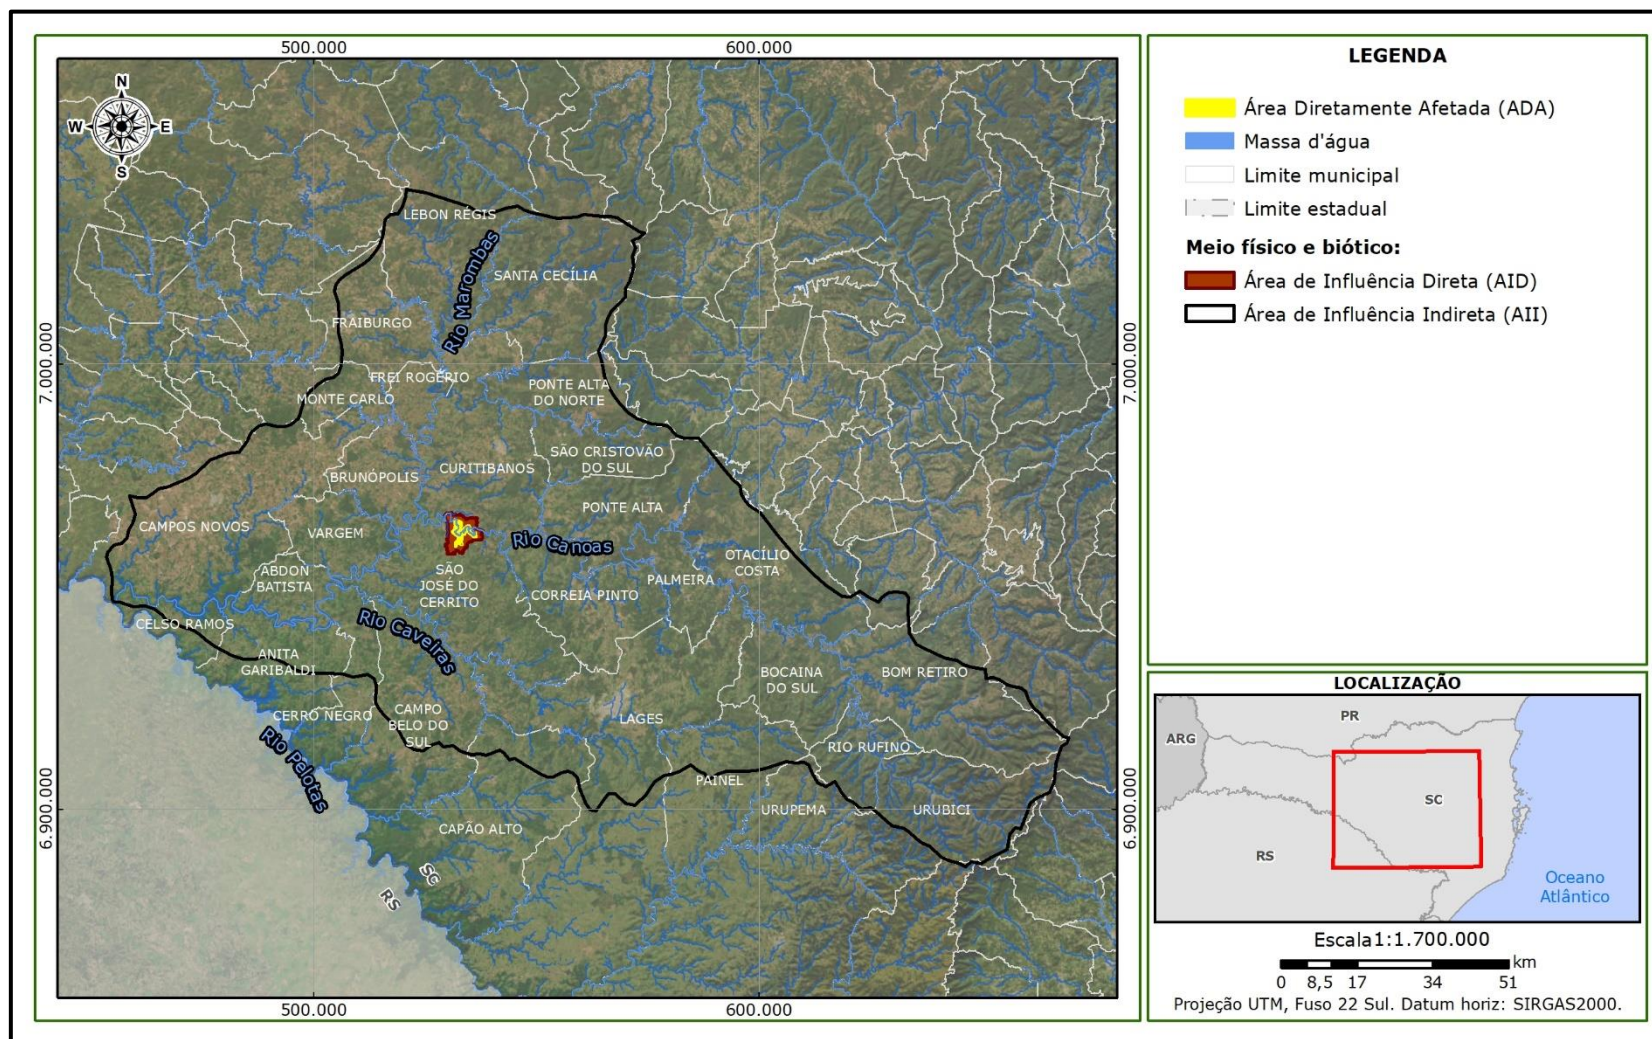 500.000
600.000
N
W
E
S
LEBON RÉGIS
Rio Marombas
SANTA CECÍLIA
FRAIBURGO
7.000.000
7.000.000
FREI ROGÉRIO
MONTE CARLO
PONTE ALTA
DO NORTE
CURITIBANOS
SÃO CRISTOVÃO
DO SUL
BRUNÓPOLIS
CAMPOS NOVOS
VARGEM
PONTE ALTA
Rio Canoas
OTACÍLIO
COSTA
ABDON
BATISTA
SÃO
JOSÉ DO
CERRITO
PALMEIRA
CORREIA PINTO
CELSO RAMOS
Rio Caveiras
ANITA
GARIBALDI
BOCAINA
DO SUL
BOM RETIRO
CERRO NEGRO
CAMPO
BELO DO
SUL
LAGES
RIO RUFINO
Rio Pelotas
PAINEL
6.900.000
6.900.000
URUPEMA
URUBICI
CAPÃO ALTO
SC
RS
500.000
600.000
LEGENDA
Área Diretamente Afetada (ADA)
Massa d'água
Limite municipal
Limite estadual
Meio físico e biótico:
Área de Influência Direta (AID)
Área de Influência Indireta (AII)
LOCALIZAÇÃO
PR
ARG
SC
RS
Oceano
Atlântico
Escala1:1.700.000
km
0 8,5 17 34 51
Projeção UTM, Fuso 22 Sul. Datum horiz: SIRGAS2000.